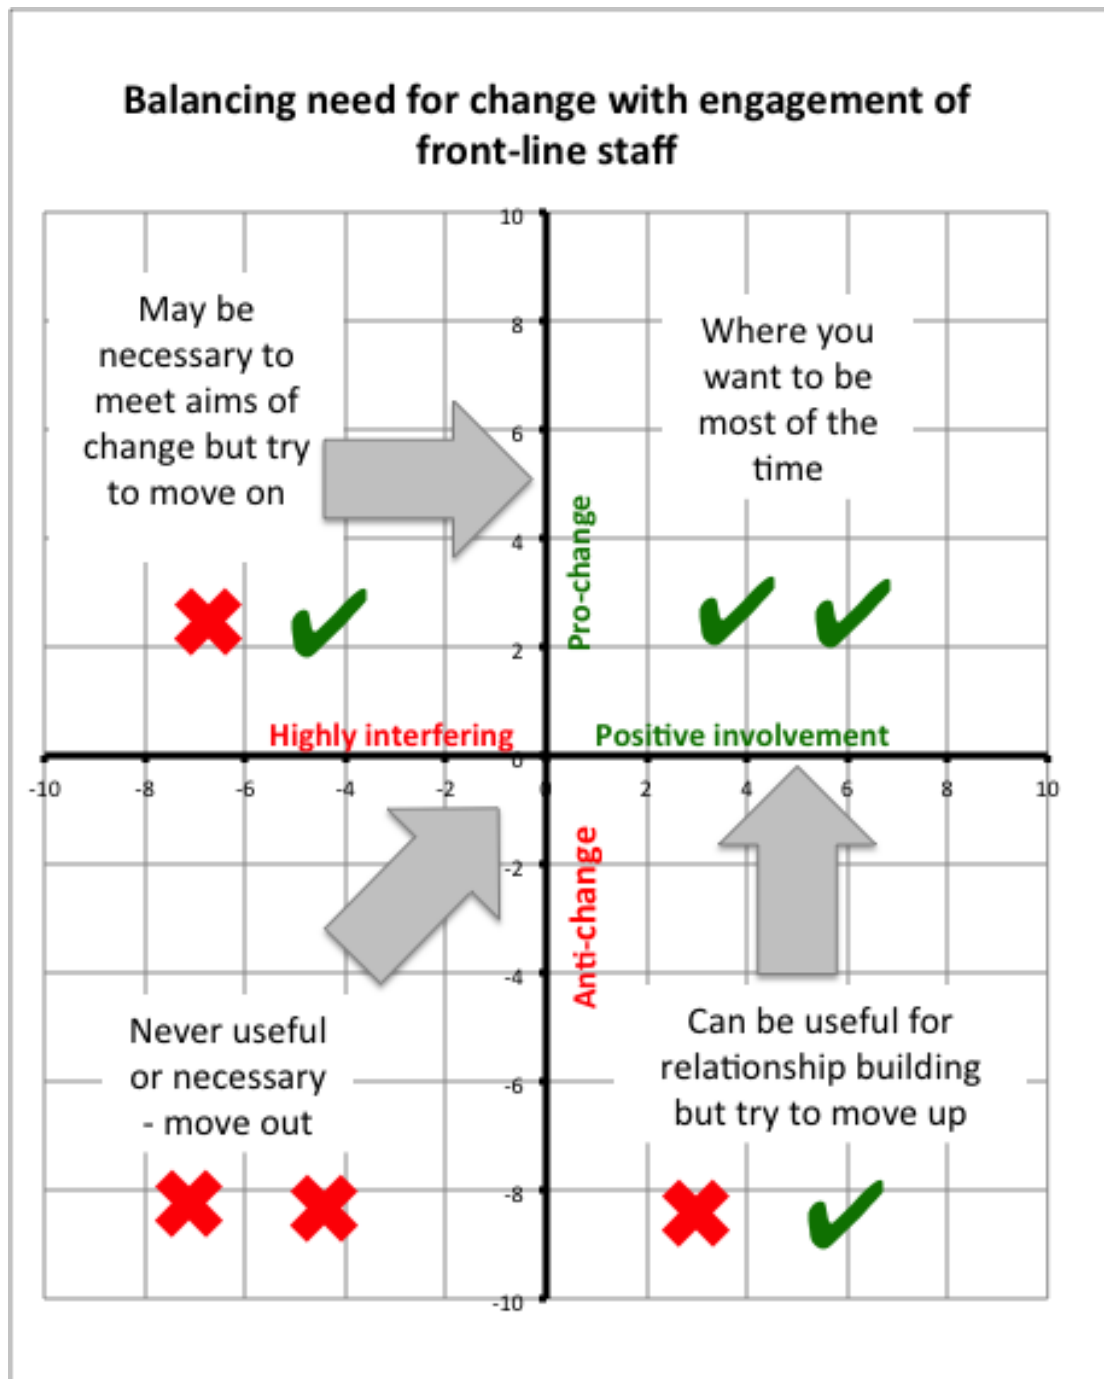 Balancing need for change with engagement of
front-line staff
10
8
6
4
2
0
-2
-4
-6
-8
-10
May be
necessary to
meet aims of
change but try
to move on
Where you
want to be
most of the
time
Pro-change
Highly interfering
Positive involvement
-10
-8
-6
-4
-2
0
2
4
6
8
10
Anti-change
Never useful
or necessary
- move out
Can be useful for
relationship building
but try to move up